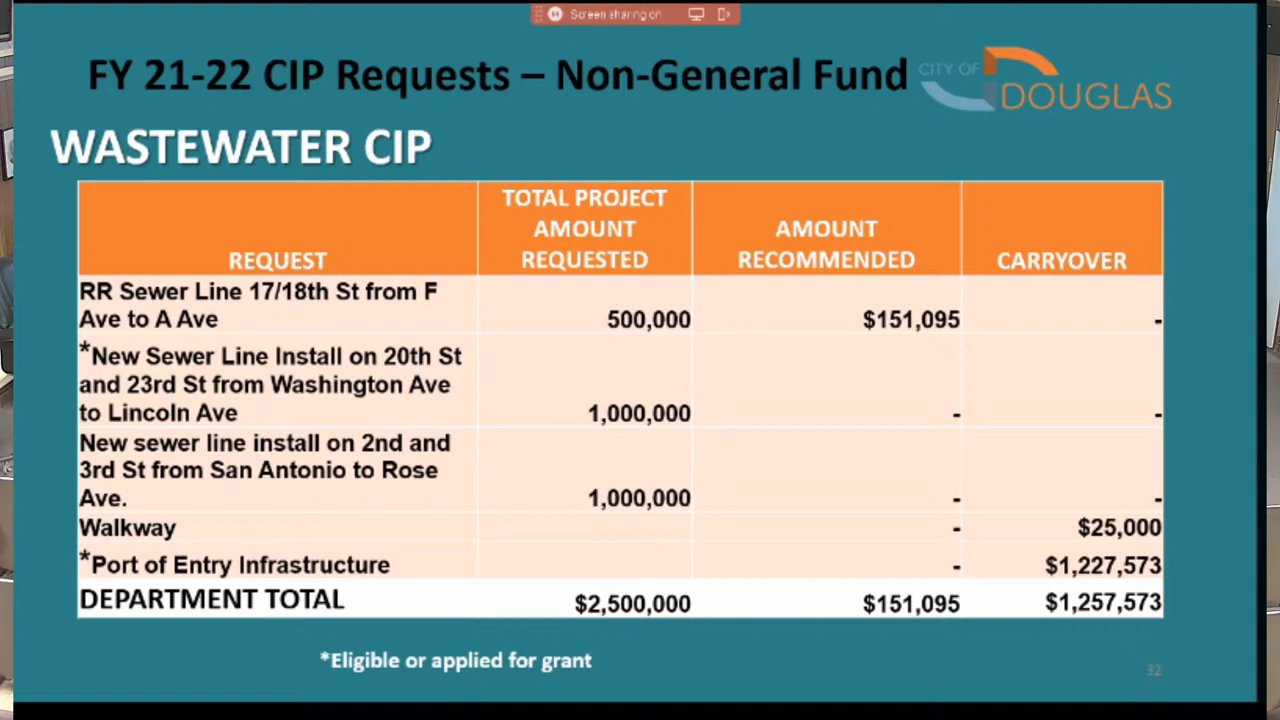 Screen sharing on
FY 21-22 CIP Requests – Non-General Fund
CITY OF
DOUGLAS
WASTEWATER CIP
REQUEST
TOTAL PROJECT
AMOUNT
REQUESTED
AMOUNT
RECOMMENDED
CARRYOVER
RR Sewer Line 17/18th St from F
Ave to A Ave
500,000
$151,095
-
*New Sewer Line Install on 20th St
and 23rd St from Washington Ave
to Lincoln Ave
1,000,000
-
-
New sewer line install on 2nd and
3rd St from San Antonio to Rose
Ave.
1,000,000
-
-
Walkway
-
$25,000
*Port of Entry Infrastructure
-
$1,227,573
DEPARTMENT TOTAL
$2,500,000
$151,095
$1,257,573
*Eligible or applied for grant
32